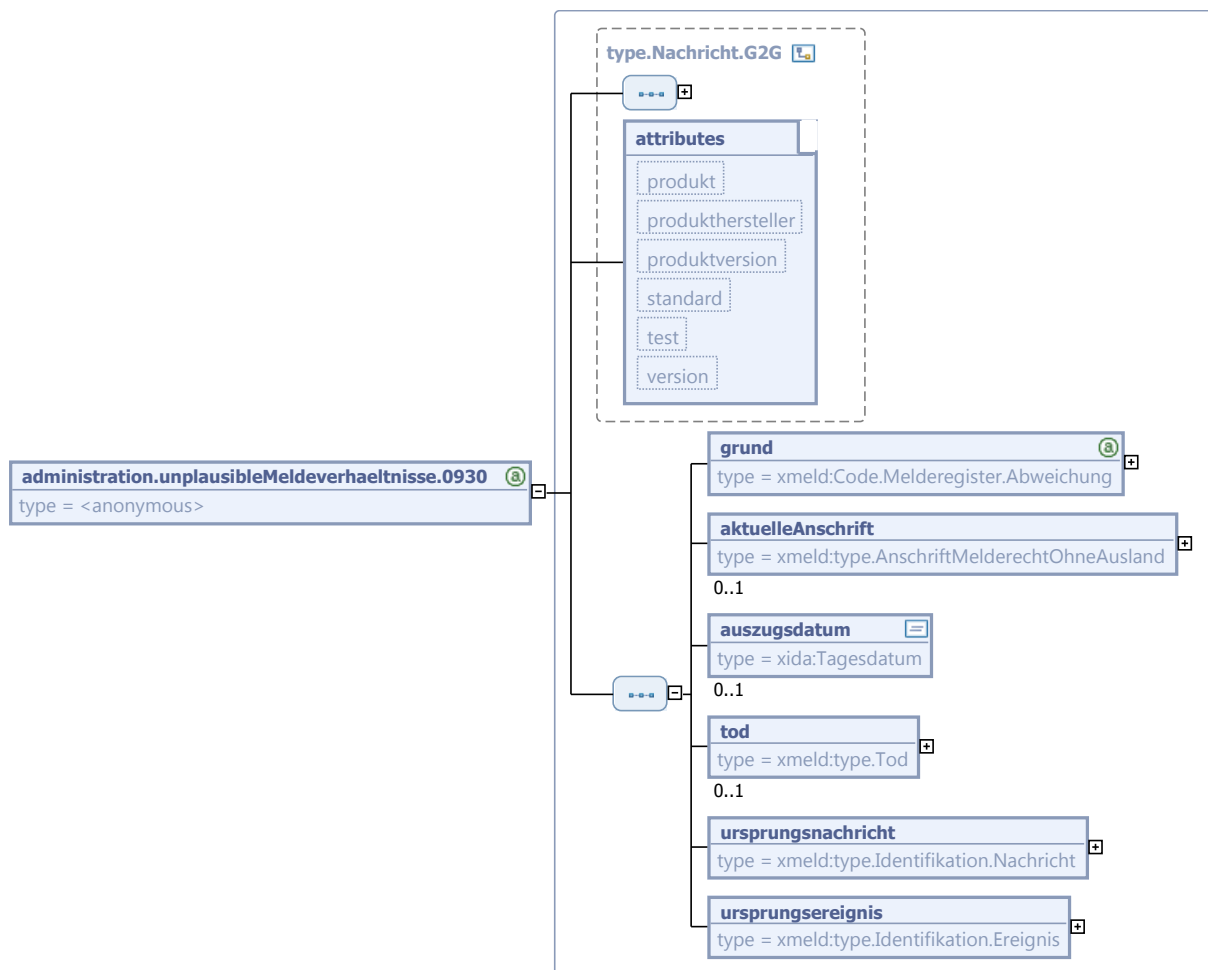 type.Nachricht.G2G
attributes
produkt
produkthersteller
produktversion
standard
test
version
administration.unplausibleMeldeverhaeltnisse.0930
type = <anonymous>
grund
type = xmeld:Code.Melderegister.Abweichung
aktuelleAnschrift
type = xmeld:type.AnschriftMelderechtOhneAusland
0..1
auszugsdatum
type = xida:Tagesdatum
0..1
tod
type = xmeld:type.Tod
0..1
ursprungsnachricht
type = xmeld:type.Identifikation.Nachricht
ursprungsereignis
type = xmeld:type.Identifikation.Ereignis